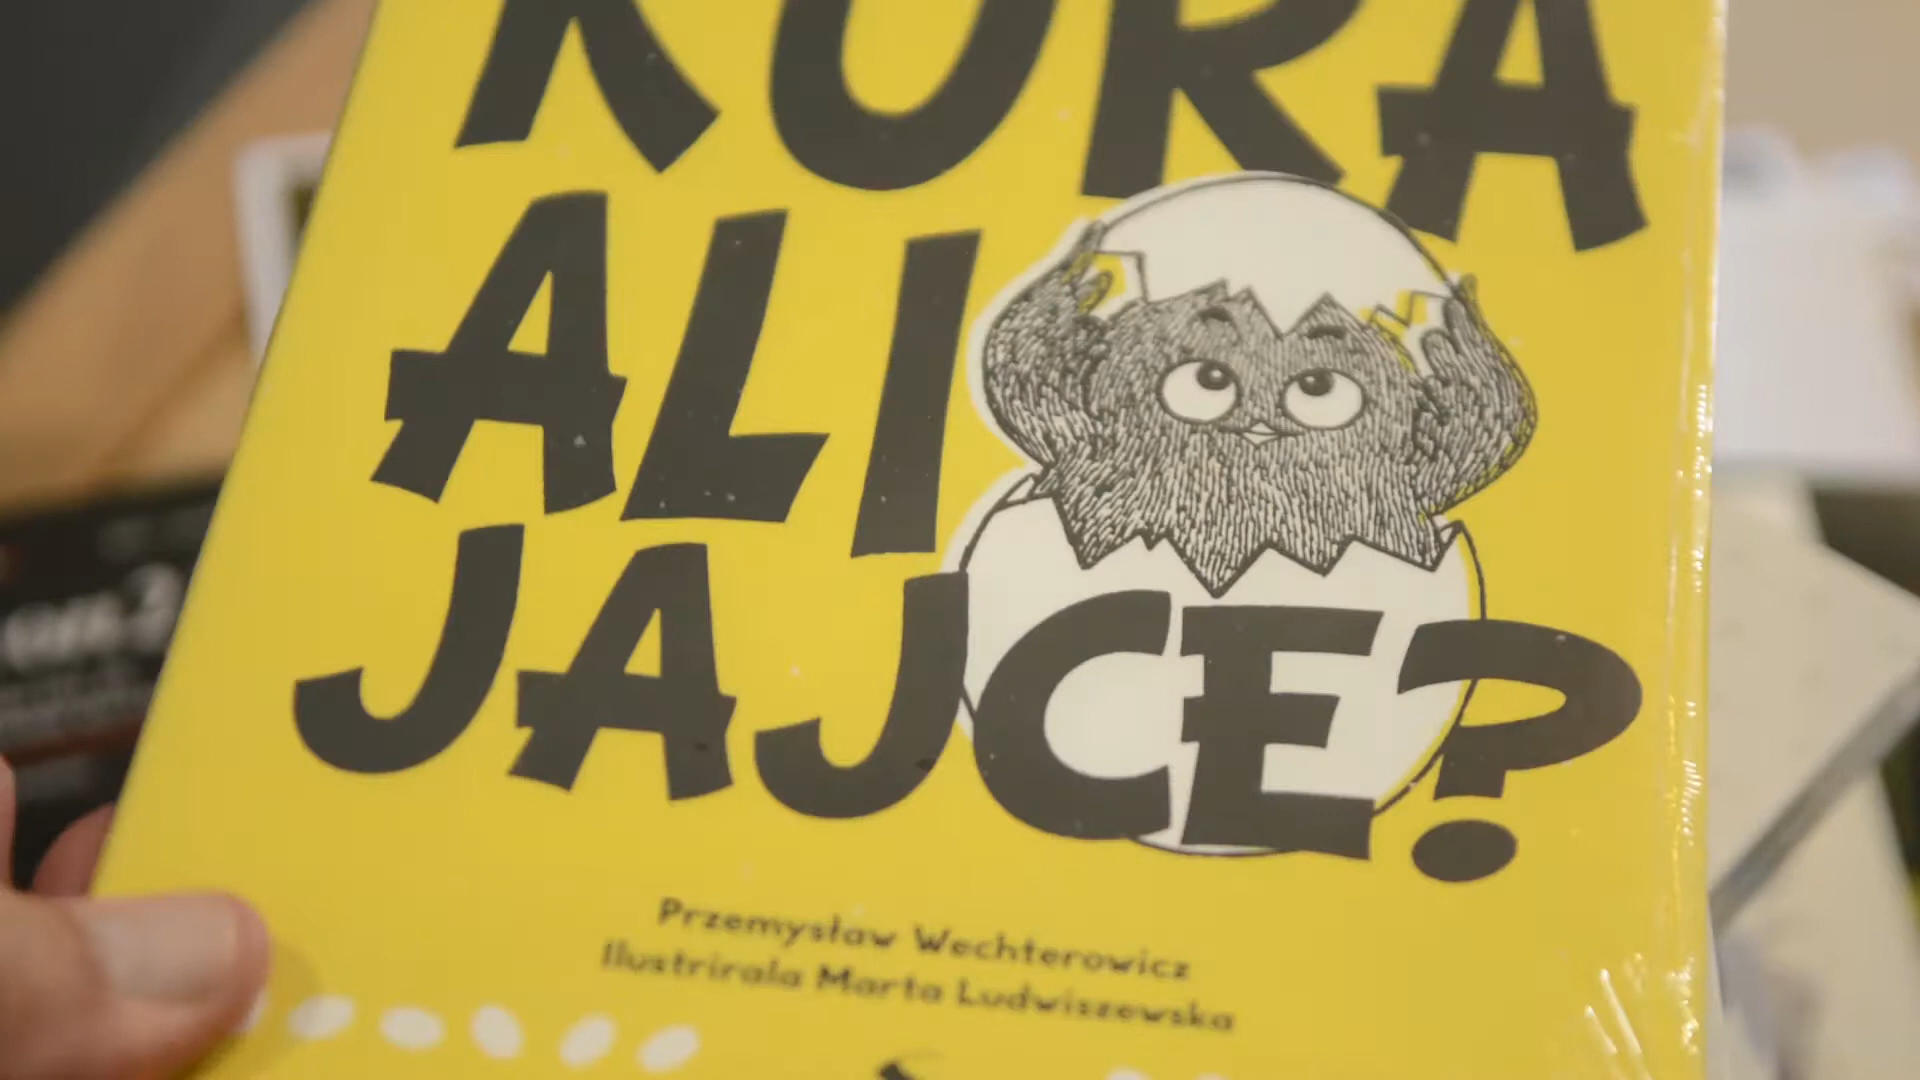 KURA
ALI
JAJCE?
Przemysław Wechterowicz
Ilustrirala Marta Ludwiszewska